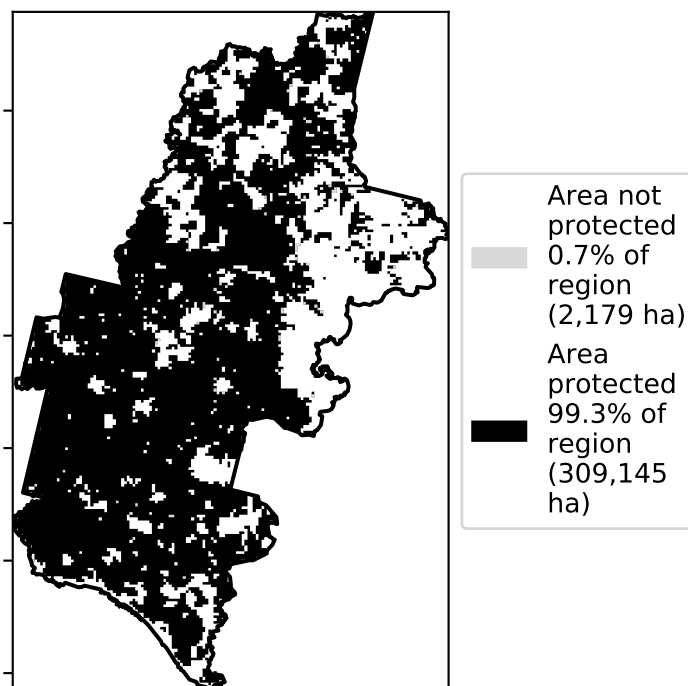 Area not
protected
0.7% of
region
(2,179 ha)
Area
protected
99.3% of
region
(309,145
ha)